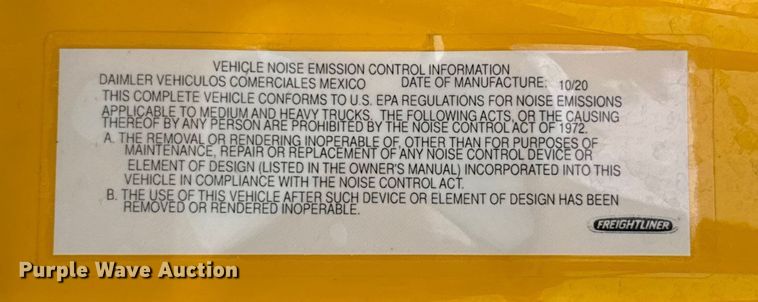 VEHICLE NOISE EMISSION CONTROL INFORMATION
DAIMLER VEHICULOS COMERCIALES MEXICO DATE OF MANUFACTURE: 10/20
THIS COMPLETE VEHICLE CONFORMS TO U.S. EPA REGULATIONS FOR NOISE EMISSIONS
APPLICABLE TO MEDIUM AND HEAVY TRUCKS. THE FOLLOWING ACTS, OR THE CAUSING
THEREOF BY ANY PERSON ARE PROHIBITED BY THE NOISE CONTROL ACT OF 1972.
A. THE REMOVAL OR RENDERING INOPERABLE OF, OTHER THAN FOR PURPOSES OF
MAINTENANCE, REPAIR OR REPLACEMENT OF ANY NOISE CONTROL DEVICE OR
ELEMENT OF DESIGN (LISTED IN THE OWNER'S MANUAL) INCORPORATED INTO THIS
VEHICLE IN COMPLIANCE WITH THE NOISE CONTROL ACT.
B. THE USE OF THIS VEHICLE AFTER SUCH DEVICE OR ELEMENT OF DESIGN HAS BEEN
REMOVED OR RENDERED INOPERABLE.
FREIGHTLINER
Purple Wave Auction